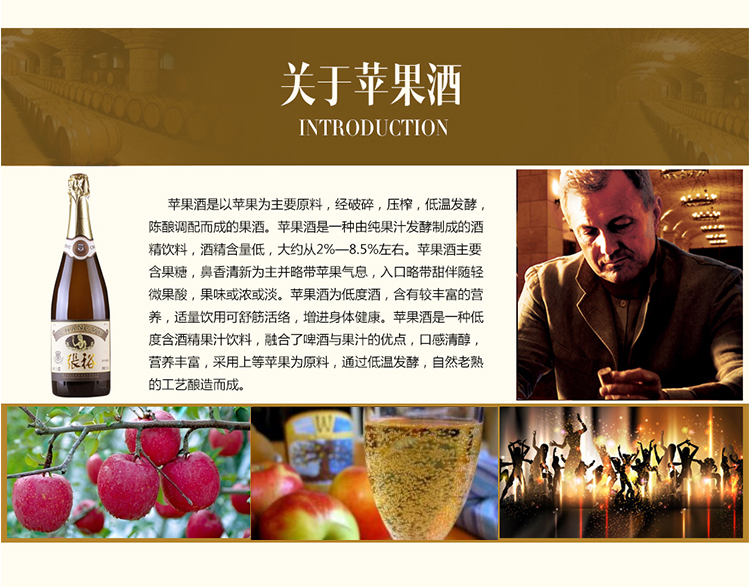 关于苹果酒
INTRODUCTION
苹果酒是以苹果为主要原料，经破碎，压榨，低温发酵，
陈酿调配而成的果酒。苹果酒是一种由纯果汁发酵制成的酒
精饮料，酒精含量低，大约从2%—8.5%左右。苹果酒主要
含果糖，鼻香清新为主并略带苹果气息，入口略带甜伴随轻
微果酸，果味或浓或淡。苹果酒为低度酒，含有较丰富的营
养，适量饮用可舒筋活络，增进身体健康。苹果酒是一种低
度含酒精果汁饮料，融合了啤酒与果汁的优点，口感清醇，
营养丰富，采用上等苹果为原料，通过低温发酵，自然老熟
的工艺酿造而成。
張裕
W